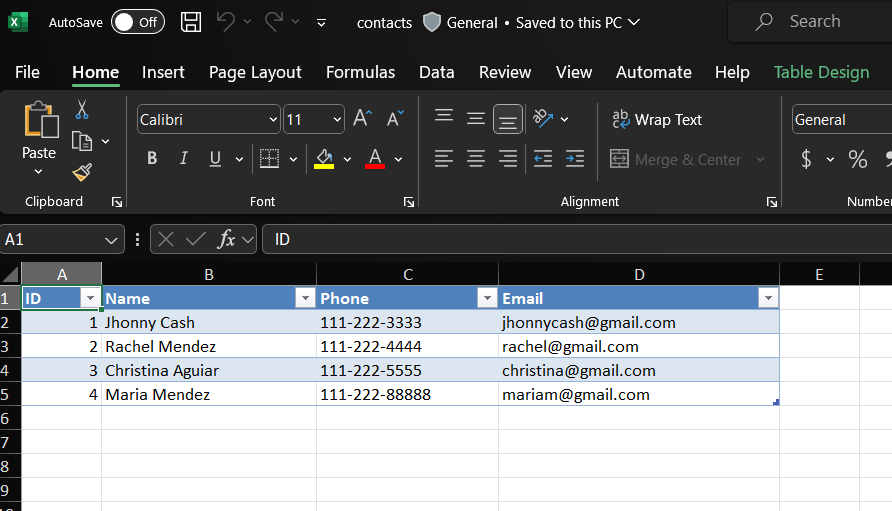 AutoSave Off contacts General • Saved to this PC Search
File Home Insert Page Layout Formulas Data Review View Automate Help Table Design
Paste
Clipboard
Calibri 11
A A
B I U A
Font
ab Wrap Text
Merge & Center
Alignment
General
$ %
Number
A1 fx ID
A B C D E
1 ID Name Phone Email
2 1 Jhonny Cash 111-222-3333 jhonnycash@gmail.com
3 2 Rachel Mendez 111-222-4444 rachel@gmail.com
4 3 Christina Aguiar 111-222-5555 christina@gmail.com
5 4 Maria Mendez 111-222-88888 mariam@gmail.com
6
7
8
9